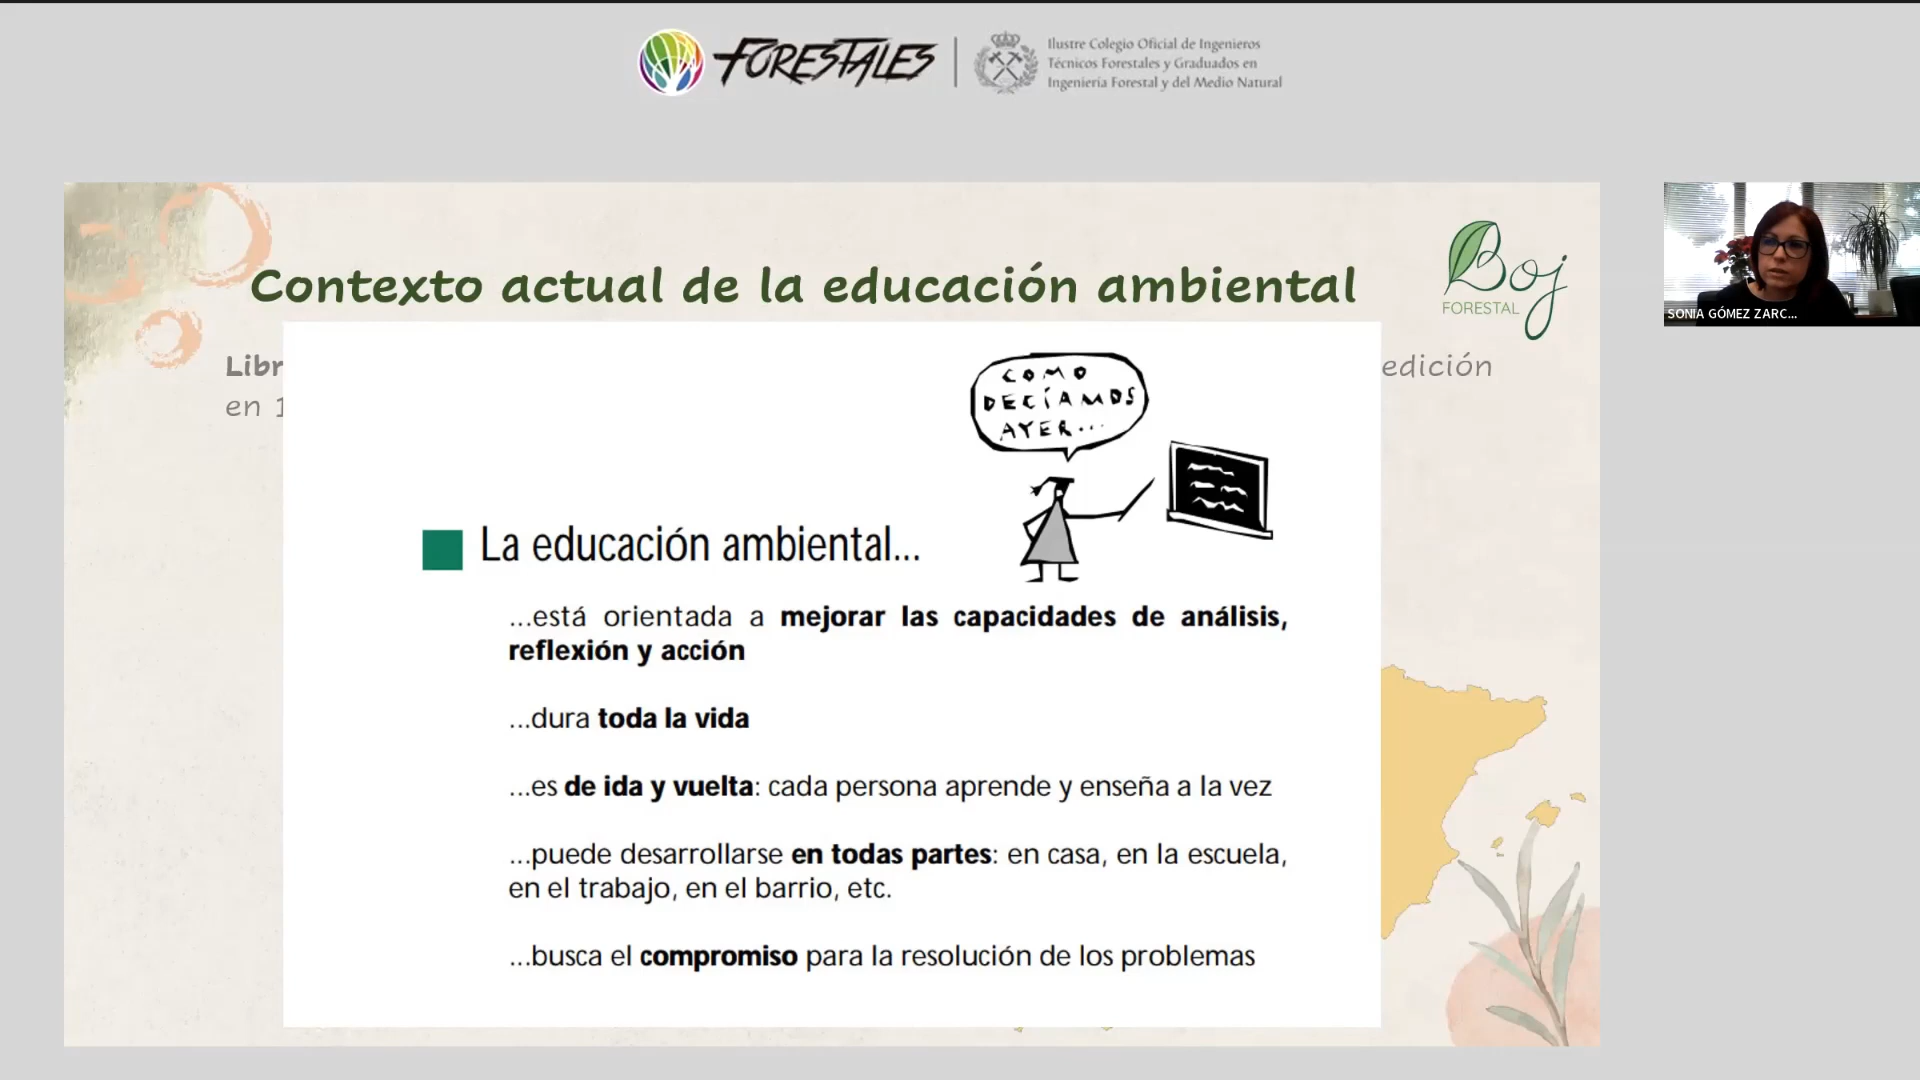 FORESTALES
Ilustre Colegio Oficial de Ingenieros
Técnicos Forestales y Graduados en
Ingeniería Forestal y del Medio Natural
Contexto actual de la educación ambiental
Boj
FORESTAL
SONIA GÓMEZ ZARC...
Libr
edición
en 1
COMO
DECÍAMOS
AYER...
La educación ambiental...
...está orientada a mejorar las capacidades de análisis,
reflexión y acción
...dura toda la vida
...es de ida y vuelta: cada persona aprende y enseña a la vez
...puede desarrollarse en todas partes: en casa, en la escuela,
en el trabajo, en el barrio, etc.
...busca el compromiso para la resolución de los problemas